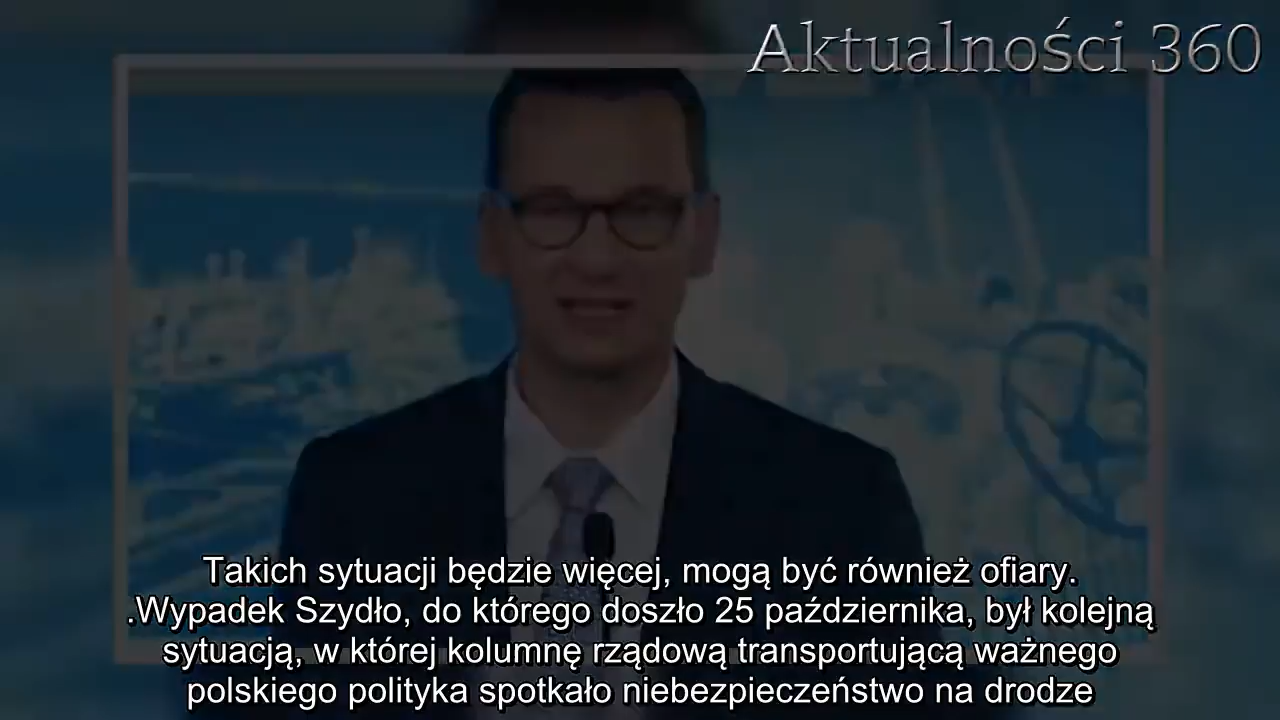 Aktualności 360
Takich sytuacji będzie więcej, mogą być również ofiary.
.Wypadek Szydło, do którego doszło 25 października, był kolejną
sytuacją, w której kolumnę rządową transportującą ważnego
polskiego polityka spotkało niebezpieczeństwo na drodze